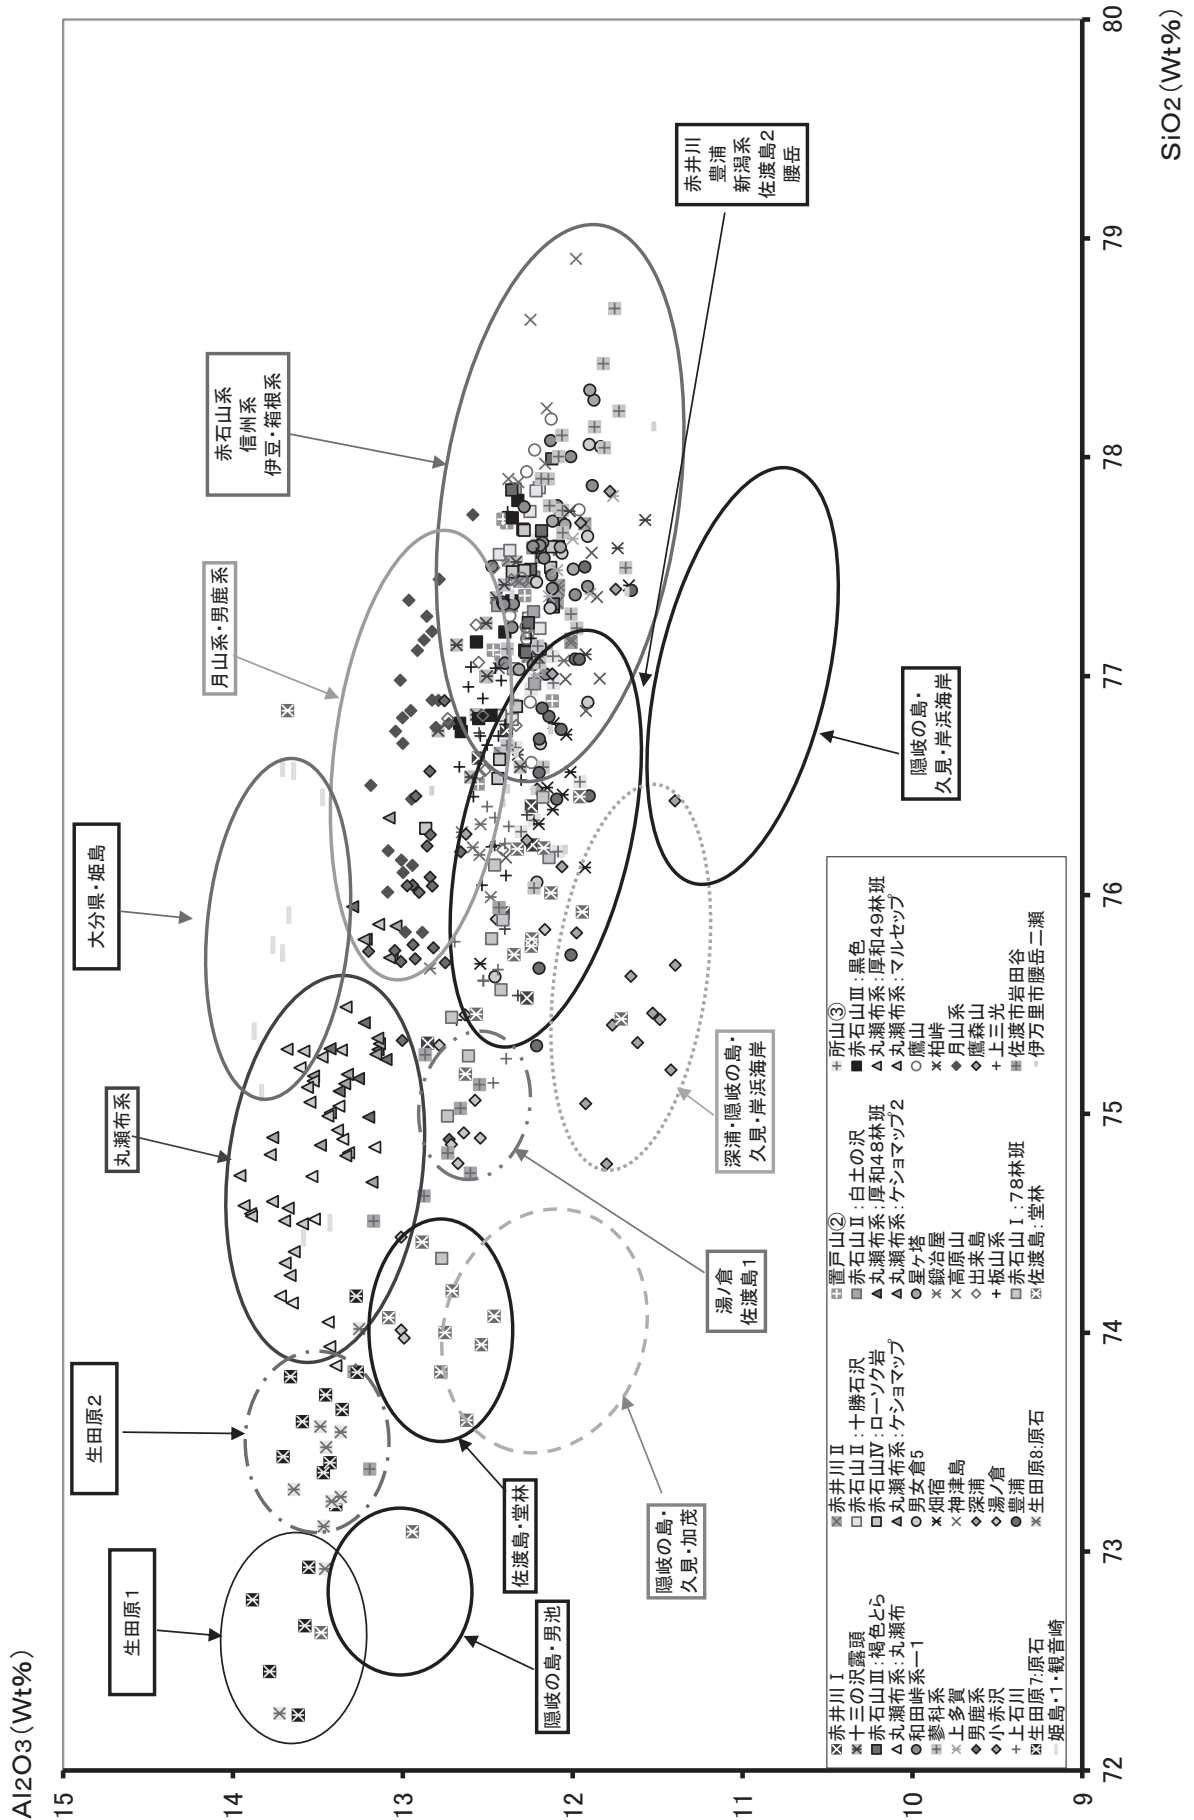 Al2O3(Wt%)
15
14
13
12
11
10
9
生田原1
生田原2
丸瀬布系
大分県・姫島
月山系・男鹿系
赤石山系
信州系
伊豆・箱根系
赤井川
豊浦
新潟系
佐渡島2
腰岳
隠岐の島・男池
佐渡島・堂林
隠岐の島・
久見・加茂
湯ノ倉
佐渡島1
深浦・隠岐の島・
久見・岸浜海岸
隠岐の島・
久見・岸浜海岸
赤井川Ⅰ 赤井川Ⅱ 置戸山② 所山③
十三の沢露頭 赤石山Ⅱ:十勝石沢 赤石山Ⅱ:白土の沢 赤石山Ⅲ:黒色
赤石山Ⅲ:褐色とら 赤石山Ⅳ:ローソク岩 丸瀬布系:厚和48林班 丸瀬布系:厚和49林班
丸瀬布系:丸瀬布 丸瀬布系:ケショマップ 丸瀬布系:ケショマップ2 丸瀬布系:マルセップ
和田峠系ー1 男女倉5 星ヶ塔 鷹山
蓼科系 畑宿 鍛冶屋 柏峠
上多賀 神津島 高原山 月山系
男鹿系 深浦 出来島 鷹森山
小赤沢 湯ノ倉 板山系 上三光
上石川 豊浦 赤石山Ⅰ:78林班 佐渡市岩田谷
生田原7:原石 生田原8:原石 佐渡島:堂林 伊万里市腰岳二瀬
姫島・1・観音崎
72
73
74
75
76
77
78
79
80
SiO2(Wt%)